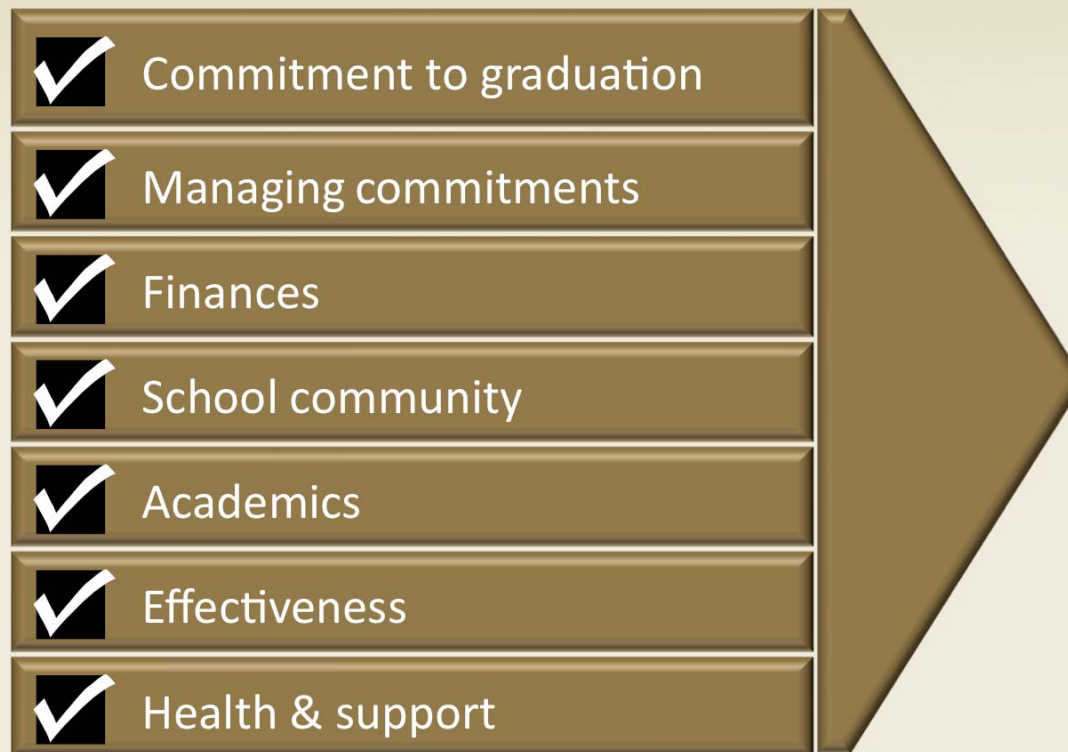 Commitment to graduation
Managing commitments
Finances
School community
Academics
Effectiveness
Health & support